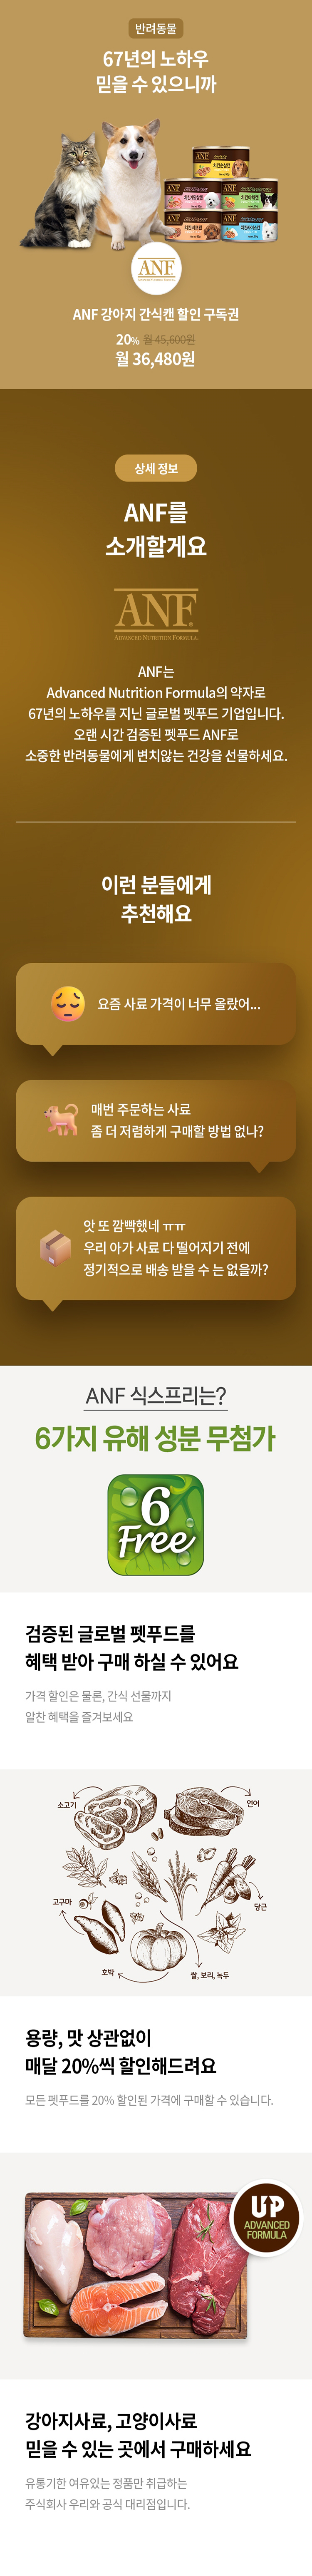 반려동물
67년의 노하우
믿을 수 있으니까
ANF
ANF 강아지 간식캔 할인 구독권
20% 월 45,600원
월 36,480원
상세 정보
ANF를
소개할게요
ANF
ADVANCED NUTRITION FORMULA.
ANF는
Advanced Nutrition Formula의 약자로
67년의 노하우를 지닌 글로벌 펫푸드 기업입니다.
오랜 시간 검증된 펫푸드 ANF로
소중한 반려동물에게 변치않는 건강을 선물하세요.
이런 분들에게
추천해요
요즘 사료 가격이 너무 올랐어...
매번 주문하는 사료
좀 더 저렴하게 구매할 방법 없나?
앗 또 깜빡했네 ㅠㅠ
우리 아가 사료 다 떨어지기 전에
정기적으로 배송 받을 수 는 없을까?
ANF 식스프리는?
6가지 유해 성분 무첨가
6
Free
검증된 글로벌 펫푸드를
혜택 받아 구매 하실 수 있어요
가격 할인은 물론, 간식 선물까지
알찬 혜택을 즐겨보세요
소고기
연어
고구마
당근
호박
쌀, 보리, 녹두
용량, 맛 상관없이
매달 20%씩 할인해드려요
모든 펫푸드를 20% 할인된 가격에 구매할 수 있습니다.
UP
ADVANCED
FORMULA
강아지사료, 고양이사료
믿을 수 있는 곳에서 구매하세요
유통기한 여유있는 정품만 취급하는
주식회사 우리와 공식 대리점입니다.